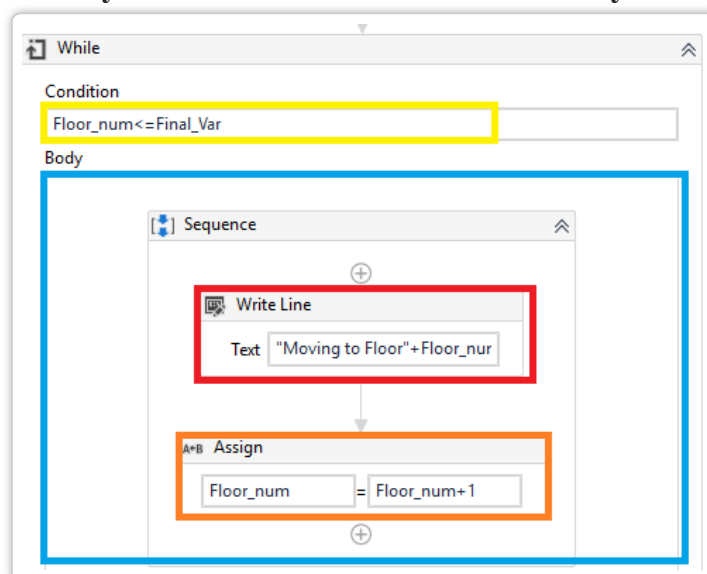 While
Condition
Floor_num<=Final_Var
Body
Sequence
Write Line
Text "Moving to Floor"+Floor_nur
A+B Assign
Floor_num = Floor_num+1